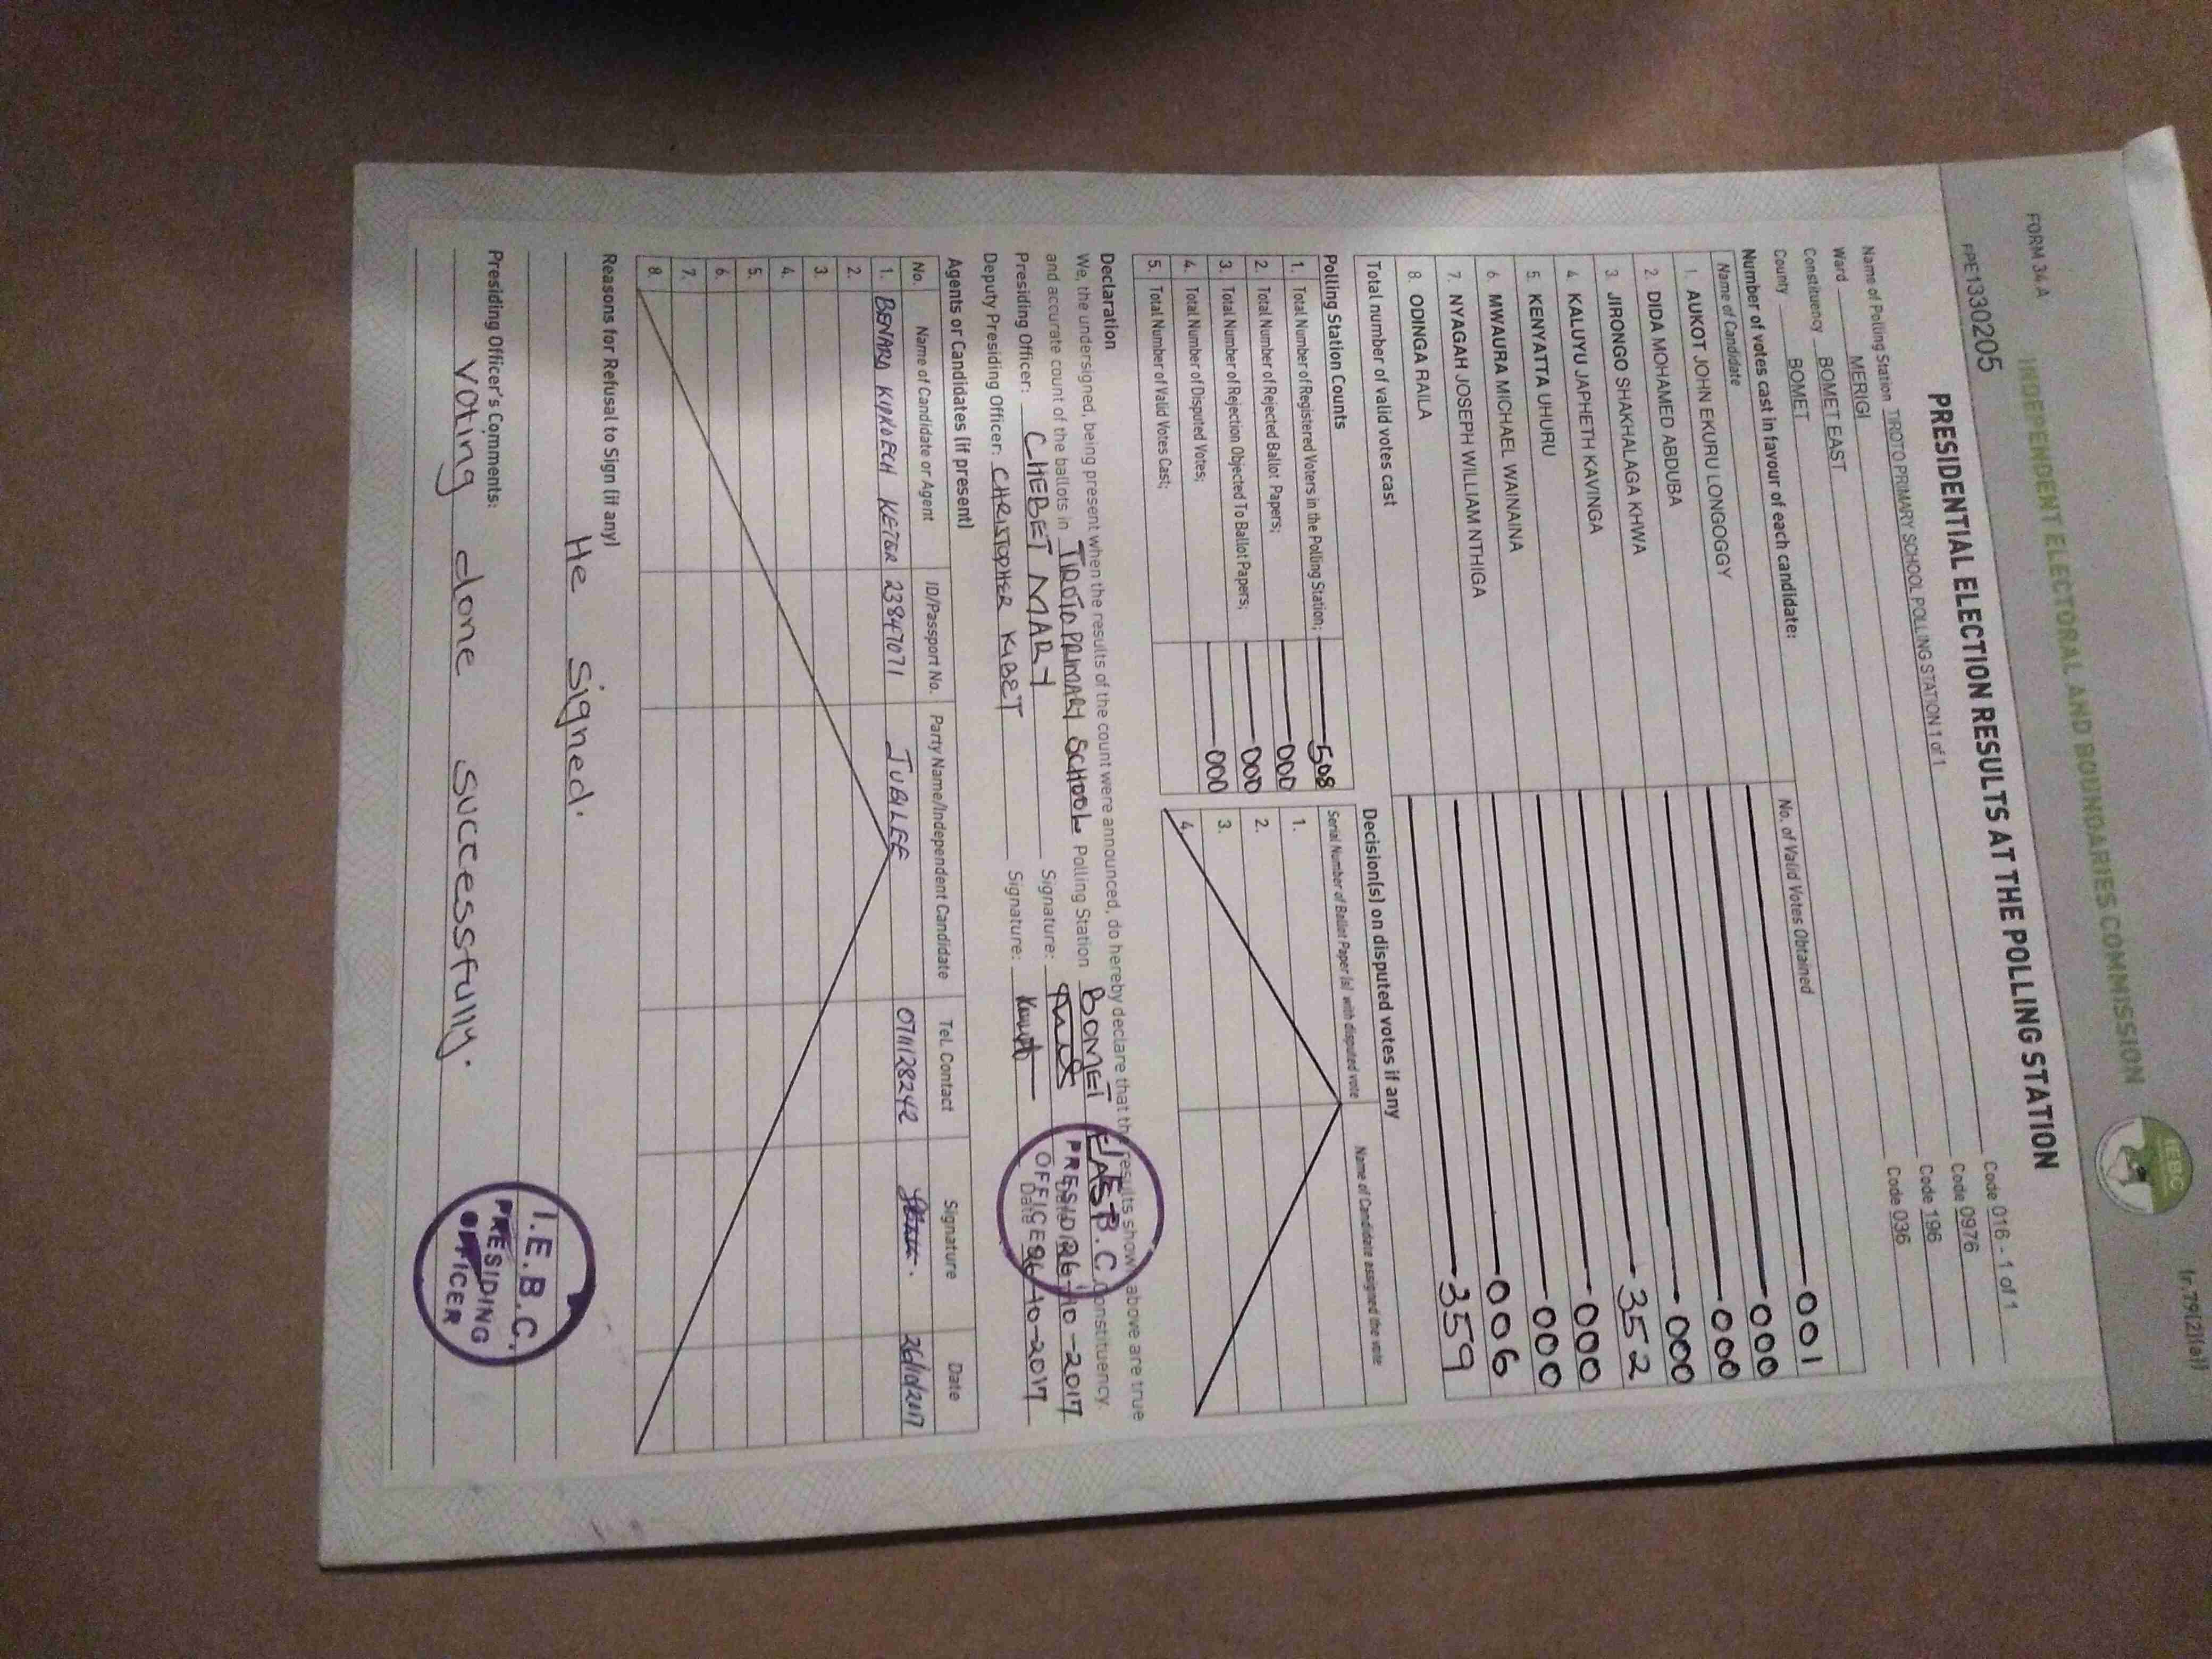 fr.79(2)(a))
INDEPENDENT ELECTORAL AND BOUNDARIES COMMISSION
IEBC
FORM 34 A
PRESIDENTIAL ELECTION RESULTS AT THE POLLING STATION
PE1330205
Name of Polling Station TIROTO PRIMARY SCHOOL POLLING STATION 1 of 1 Code 016 - 1 of 1
Ward MERIGI Code 0976
Constituency BOMET EAST Code 196
County BOMET Code 036
Number of votes cast in favour of each candidate:
Name of Candidate No. of Valid Votes Obtained
1. AUKOT JOHN EKURU LONGOGGY 001
2. DIDA MOHAMED ABDUBA 000
3. JIRONGO SHAKHALAGA KHWA 000
4. KALUYU JAPHETH KAVINGA 000
5. KENYATTA UHURU 352
6. MWAURA MICHAEL WAINAINA 000
7. NYAGAH JOSEPH WILLIAM NTHIGA 000
8. ODINGA RAILA 006
Total number of valid votes cast 359
Polling Station Counts
1. Total Number of Registered Voters in the Polling Station; 508
2. Total Number of Rejected Ballot Papers; 000
3. Total Number of Rejection Objected To Ballot Papers; 000
4. Total Number of Disputed Votes; 000
5. Total Number of Valid Votes Cast;
Decision(s) on disputed votes if any
Serial Number of Ballot Paper (s) with disputed vote Name of Candidate assigned the vote
1.
2.
3.
4.
Declaration
We, the undersigned, being present when the results of the count were announced, do hereby declare that the results shown above are true
and accurate count of the ballots in TIROTO PRIMARY SCHOOL Polling Station BOMET EAST Constituency.
Presiding Officer: CHEBET MARY Signature: Date 26-10-2017
Deputy Presiding Officer: CHRISTOPHER KIBET Signature: Date 26-10-2017
I.E.B.C.
PRESIDING
OFFICER
Agents or Candidates (if present)
No. Name of Candidate or Agent ID/Passport No. Party Name/Independent Candidate Tel. Contact Signature Date
1. BENARD KIPKOECH KETER 23847071 JUBILEE 0711128242 26/10/2017
2.
3.
4.
5.
6.
7.
8.
Reasons for Refusal to Sign (if any)
He signed.
Presiding Officer's Comments:
Voting done successfully.
I.E.B.C.
PRESIDING
OFFICER